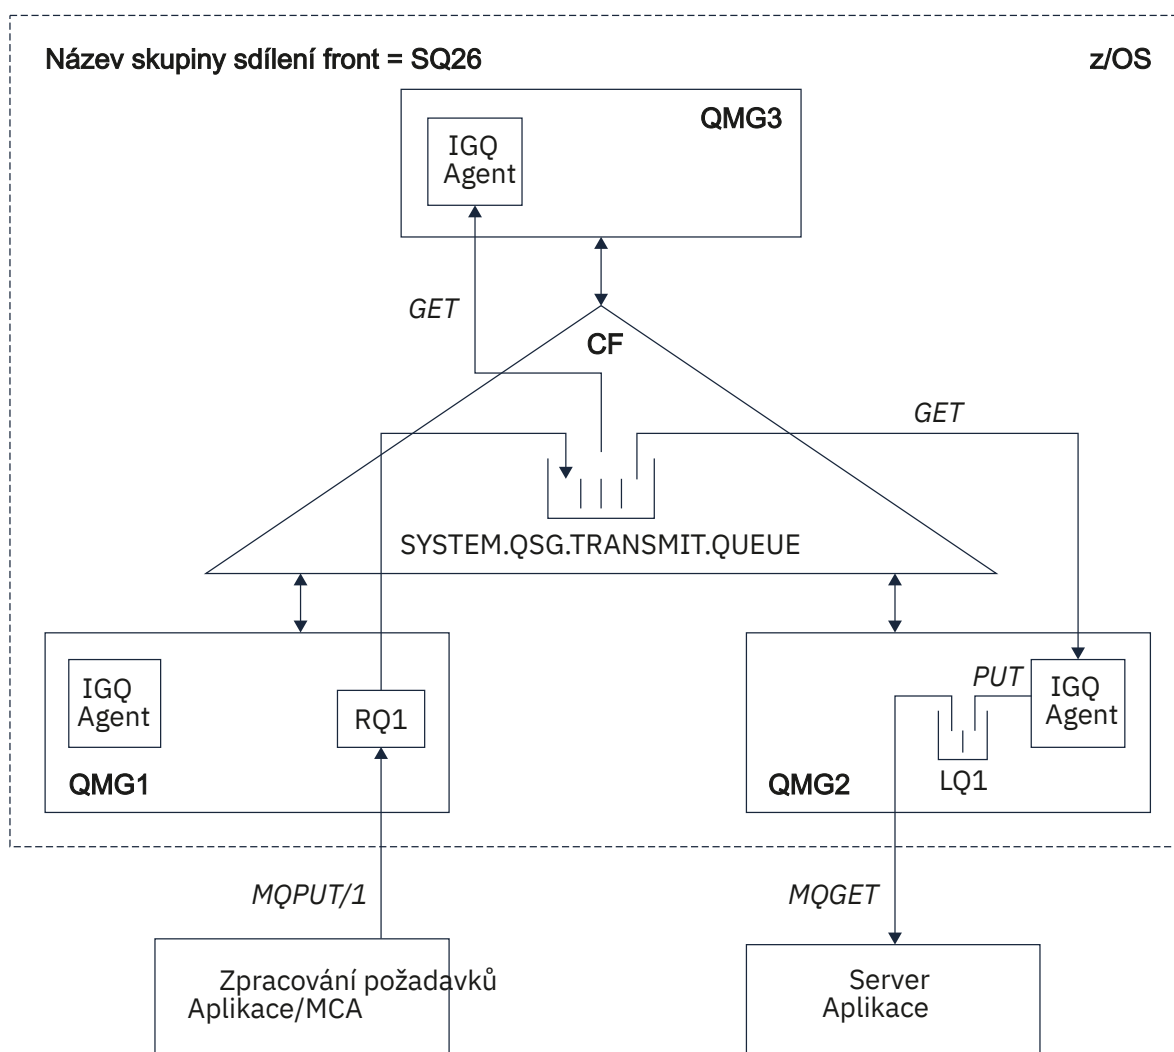 Název skupiny sdílení front = SQ26
z/OS
QMG3
IGQ
Agent
GET
CF
GET
SYSTEM.QSG.TRANSMIT.QUEUE
IGQ
Agent
RQ1
QMG1
PUT
IGQ
Agent
LQ1
QMG2
MQPUT/1
MQGET
Zpracování požadavků
Aplikace/MCA
Server
Aplikace